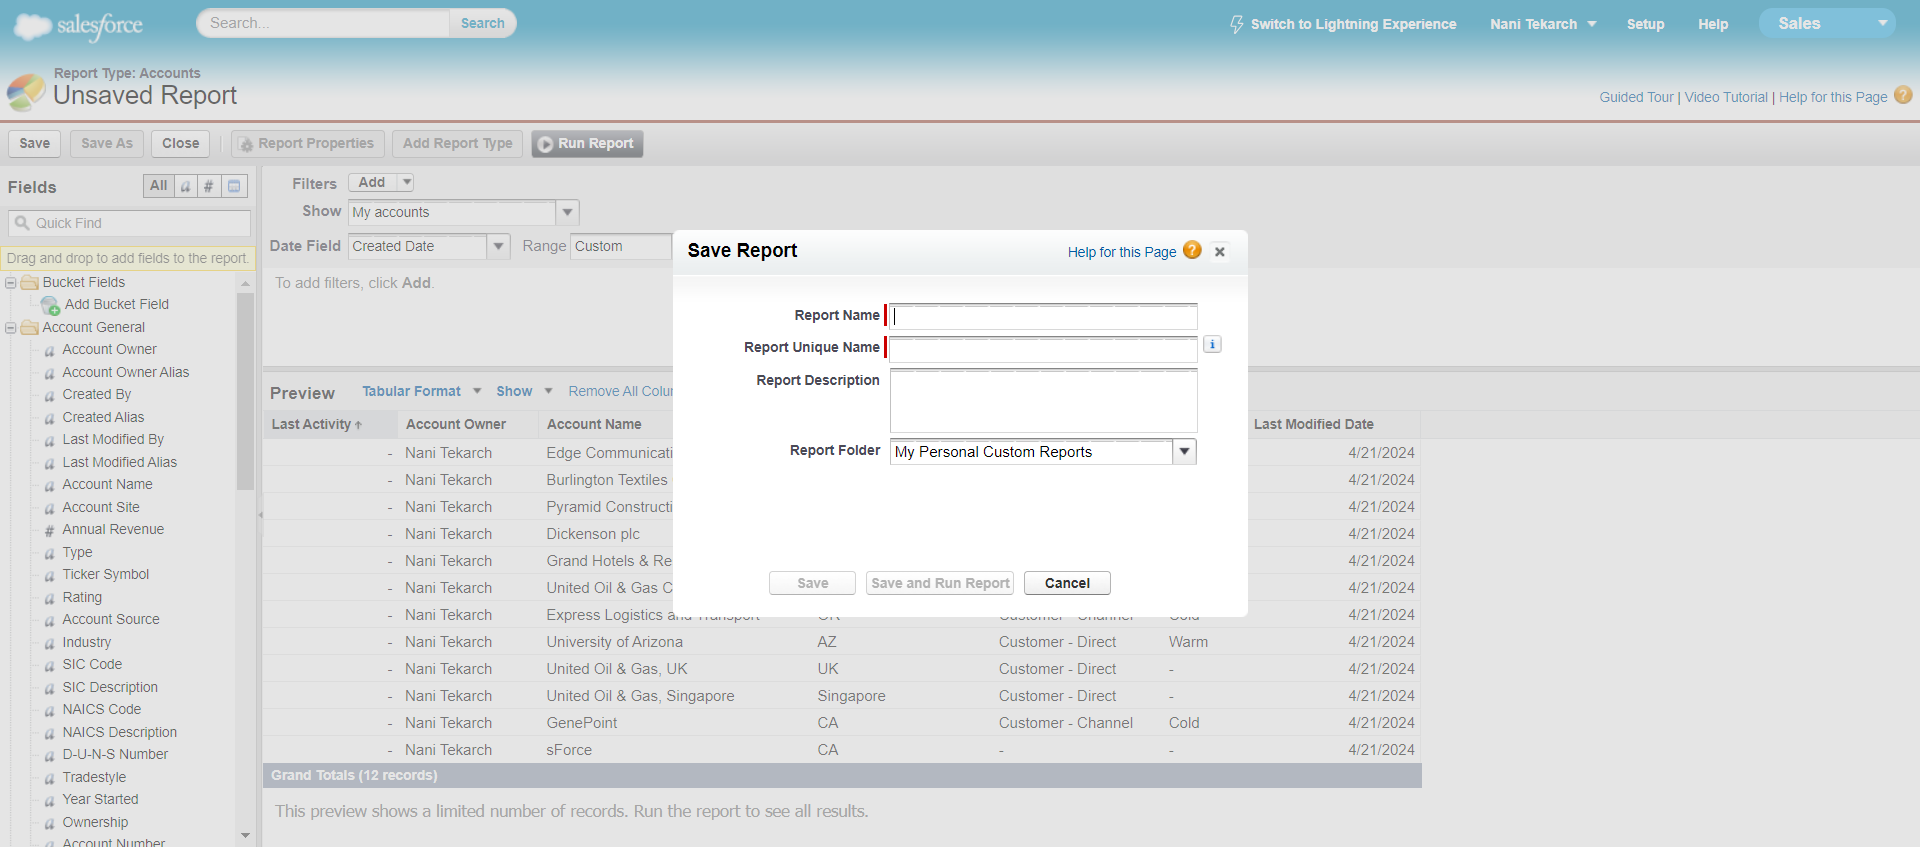 salesforce
Search...
Search
Switch to Lightning Experience
Nani Tekarch
Setup
Help
Sales
Report Type: Accounts
Unsaved Report
Guided Tour | Video Tutorial | Help for this Page ?
Save
Save As
Close
Report Properties
Add Report Type
Run Report
Fields
All
a
#
Quick Find
Drag and drop to add fields to the report.
Bucket Fields
Add Bucket Field
Account General
a Account Owner
a Account Owner Alias
a Created By
a Created Alias
a Last Modified By
a Last Modified Alias
a Account Name
a Account Site
# Annual Revenue
a Type
a Ticker Symbol
a Rating
a Account Source
a Industry
a SIC Code
a SIC Description
a NAICS Code
a NAICS Description
a D-U-N-S Number
a Tradestyle
a Year Started
a Ownership
a Account Number
Filters Add
Show My accounts
Date Field Created Date Range Custom
To add filters, click Add.
Preview Tabular Format Show Remove All Colu
Last Activity Account Owner Account Name Last Modified Date
- Nani Tekarch Edge Communicati 4/21/2024
- Nani Tekarch Burlington Textiles 4/21/2024
- Nani Tekarch Pyramid Constructi 4/21/2024
- Nani Tekarch Dickenson plc 4/21/2024
- Nani Tekarch Grand Hotels & Re 4/21/2024
- Nani Tekarch United Oil & Gas C 4/21/2024
- Nani Tekarch Express Logistics and Transport OR Customer - Channel Cold 4/21/2024
- Nani Tekarch University of Arizona AZ Customer - Direct Warm 4/21/2024
- Nani Tekarch United Oil & Gas, UK UK Customer - Direct - 4/21/2024
- Nani Tekarch United Oil & Gas, Singapore Singapore Customer - Direct - 4/21/2024
- Nani Tekarch GenePoint CA Customer - Channel Cold 4/21/2024
- Nani Tekarch sForce CA - - 4/21/2024
Grand Totals (12 records)
This preview shows a limited number of records. Run the report to see all results.
Save Report
Help for this Page ?
Report Name
Report Unique Name
i
Report Description
Report Folder My Personal Custom Reports
Save
Save and Run Report
Cancel